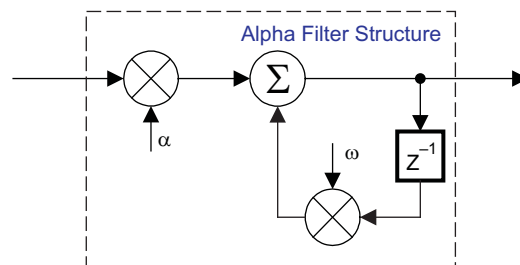 Alpha Filter Structure
Σ
α
ω
Z⁻¹